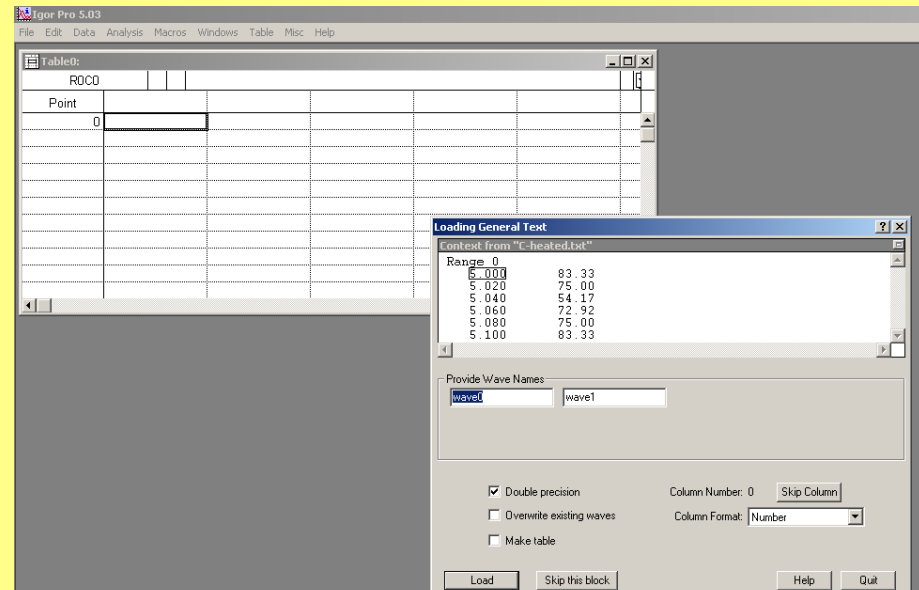 Igor Pro 5.03
File Edit Data Analysis Macros Windows Table Misc Help
Table0:
R0C0
Point
0
Loading General Text
Context from "C-heated.txt"
Range 0
5.000 83.33
5.020 75.00
5.040 54.17
5.060 72.92
5.080 75.00
5.100 83.33
Provide Wave Names
wave0 wave1
Double precision Column Number: 0 Skip Column
Overwrite existing waves Column Format: Number
Make table
Load Skip this block Help Quit